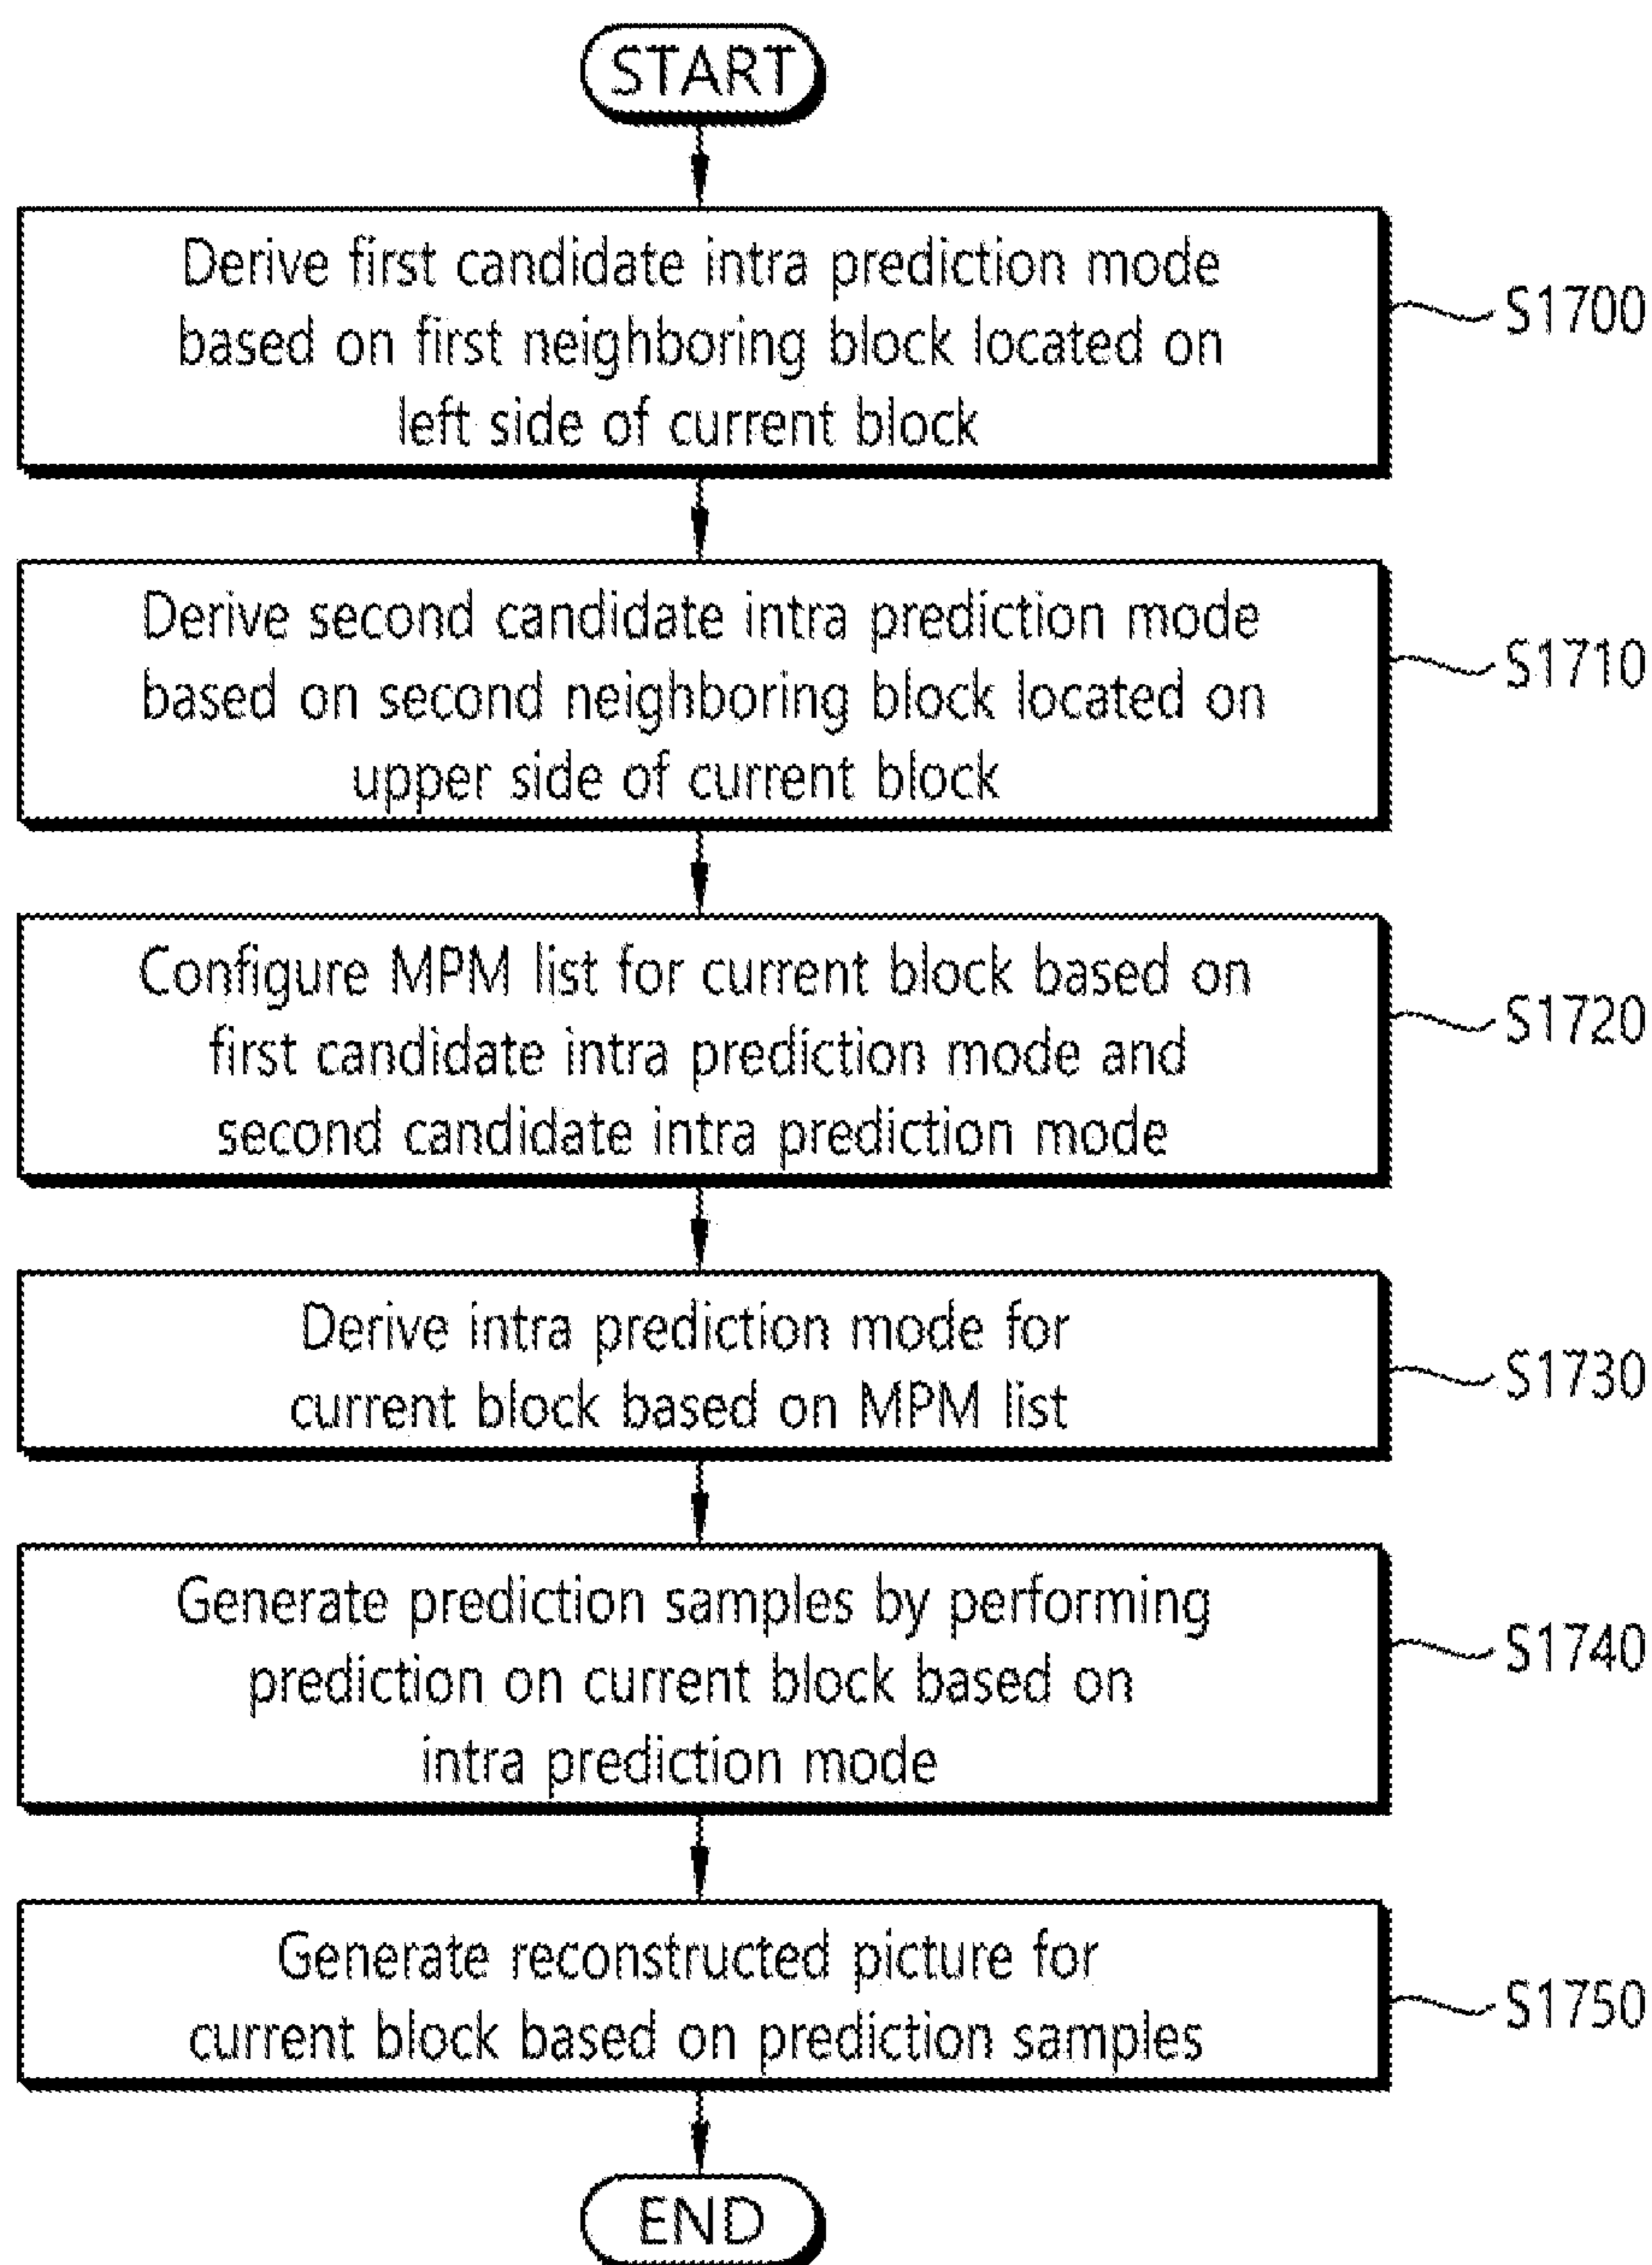 START
Derive first candidate intra prediction mode
based on first neighboring block located on
left side of current block
S1700
Derive second candidate intra prediction mode
based on second neighboring block located on
upper side of current block
S1710
Configure MPM list for current block based on
first candidate intra prediction mode and
second candidate intra prediction mode
S1720
Derive intra prediction mode for
current block based on MPM list
S1730
Generate prediction samples by performing
prediction on current block based on
intra prediction mode
S1740
Generate reconstructed picture for
current block based on prediction samples
S1750
END